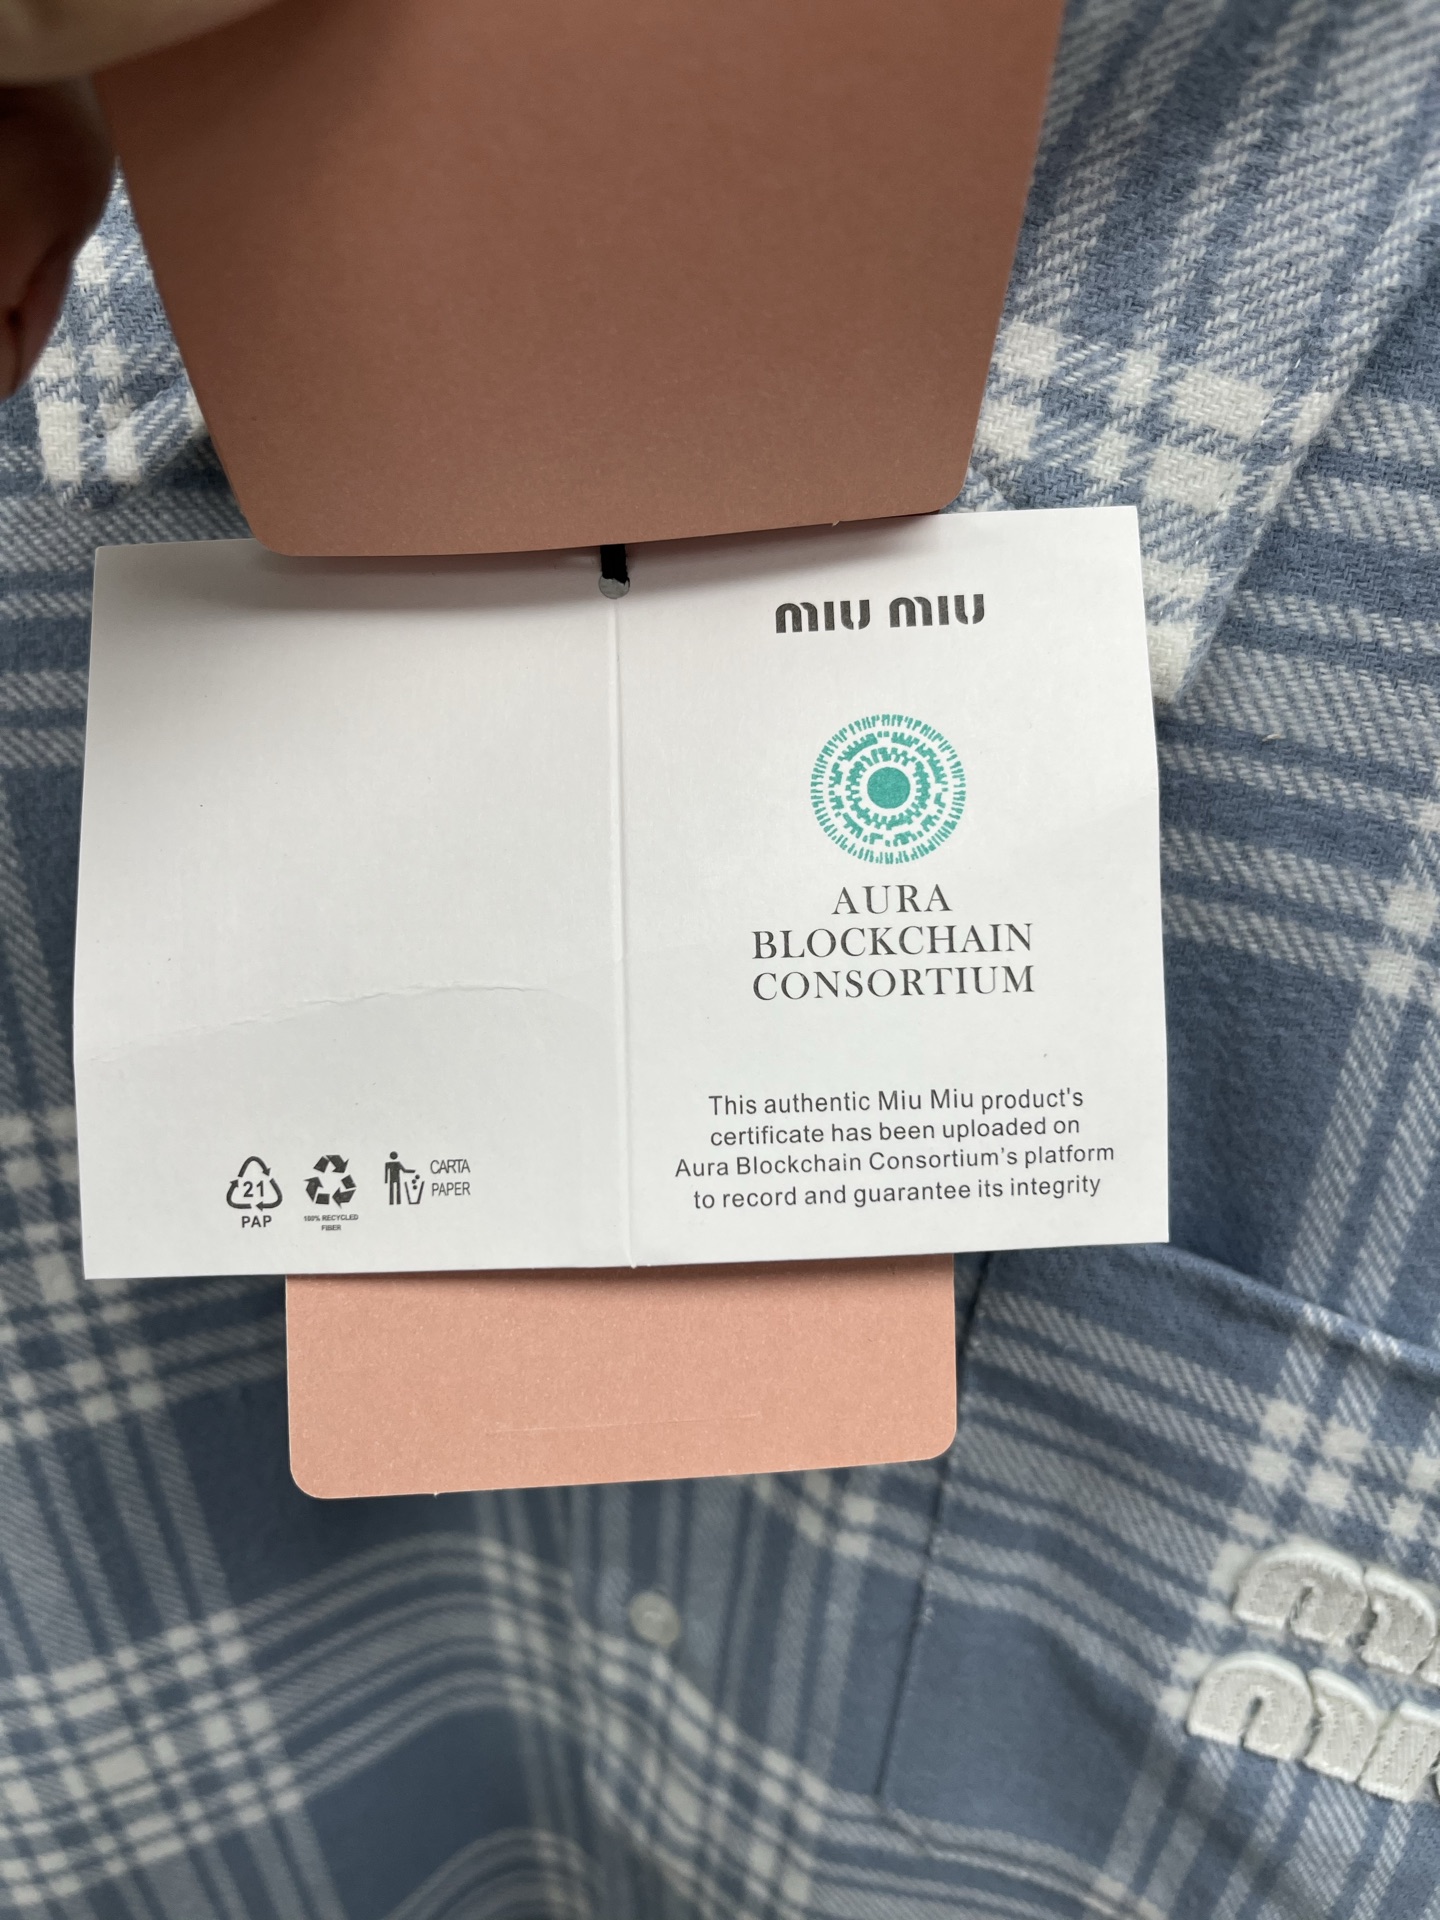 MIU MIU
AURA
BLOCKCHAIN
CONSORTIUM
This authentic Miu Miu product's
certificate has been uploaded on
Aura Blockchain Consortium's platform
to record and guarantee its integrity
21
PAP
100% RECYCLED
FIBER
CARTA
PAPER